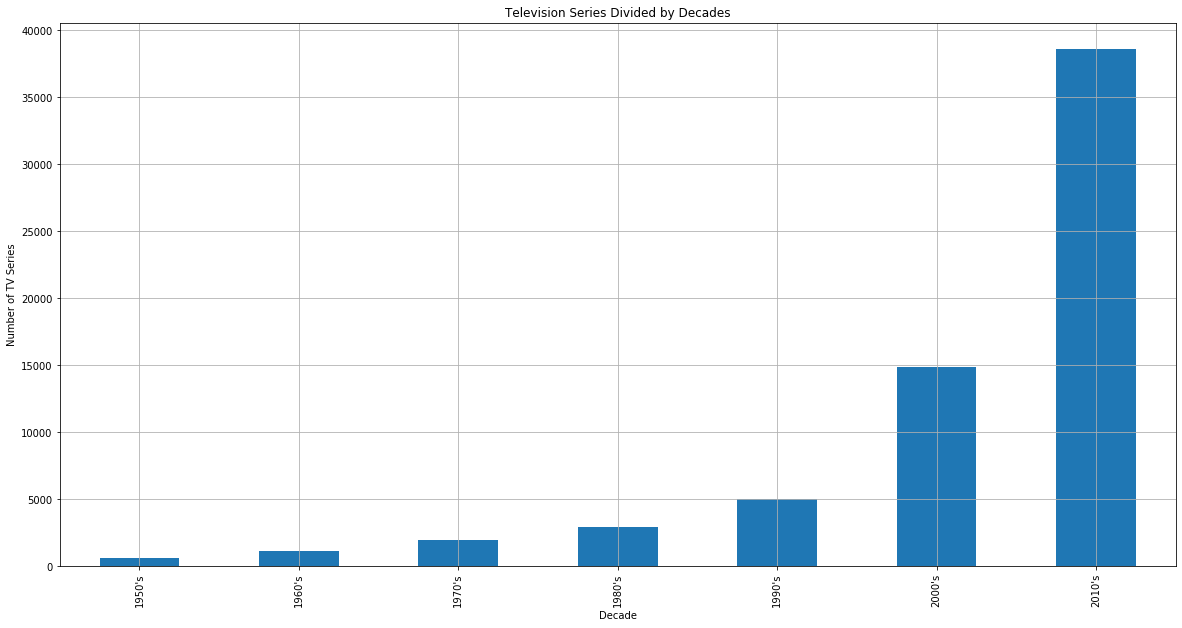 Television Series Divided by Decades
40000
35000
30000
25000
20000
15000
10000
5000
0
Number of TV Series
1950's
1960's
1970's
1980's
1990's
2000's
2010's
Decade